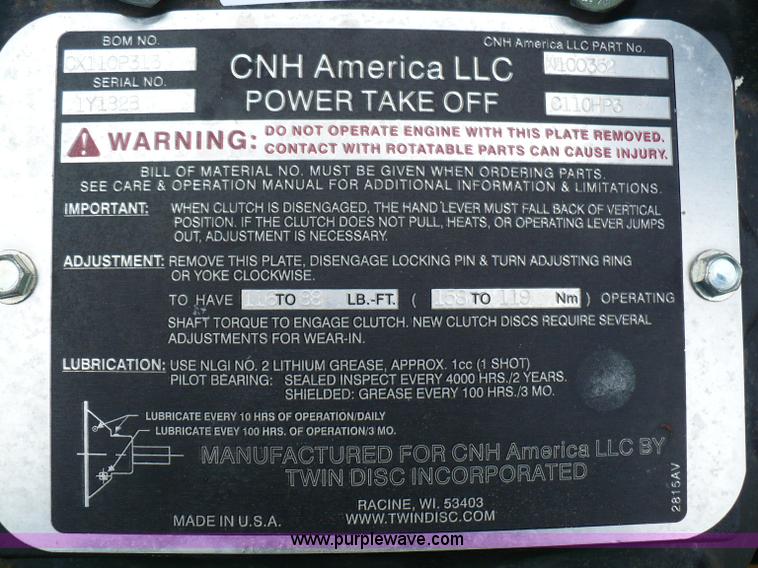 BOM NO.
CNH America LLC PART No.
CX110P313
CNH America LLC
W100362
SERIAL NO.
1Y1323
POWER TAKE OFF
C110HP3
WARNING: DO NOT OPERATE ENGINE WITH THIS PLATE REMOVED.
CONTACT WITH ROTATABLE PARTS CAN CAUSE INJURY.
BILL OF MATERIAL NO. MUST BE GIVEN WHEN ORDERING PARTS.
SEE CARE & OPERATION MANUAL FOR ADDITIONAL INFORMATION & LIMITATIONS.
IMPORTANT: WHEN CLUTCH IS DISENGAGED, THE HAND LEVER MUST FALL BACK OF VERTICAL
POSITION. IF THE CLUTCH DOES NOT PULL, HEATS, OR OPERATING LEVER JUMPS
OUT, ADJUSTMENT IS NECESSARY.
ADJUSTMENT: REMOVE THIS PLATE, DISENGAGE LOCKING PIN & TURN ADJUSTING RING
OR YOKE CLOCKWISE.
TO HAVE TO 88 LB.-FT. ( 158 TO 119 Nm ) OPERATING
SHAFT TORQUE TO ENGAGE CLUTCH. NEW CLUTCH DISCS REQUIRE SEVERAL
ADJUSTMENTS FOR WEAR-IN.
LUBRICATION: USE NLGI NO. 2 LITHIUM GREASE, APPROX. 1cc (1 SHOT)
PILOT BEARING: SEALED INSPECT EVERY 4000 HRS./2 YEARS.
SHIELDED: GREASE EVERY 100 HRS./3 MO.
LUBRICATE EVERY 10 HRS OF OPERATION/DAILY
LUBRICATE EVEY 100 HRS. OF OPERATION/3 MO.
MANUFACTURED FOR CNH America LLC BY
TWIN DISC INCORPORATED
RACINE, WI. 53403
MADE IN U.S.A. WWW.TWINDISC.COM
2815AV
www.purplewave.com